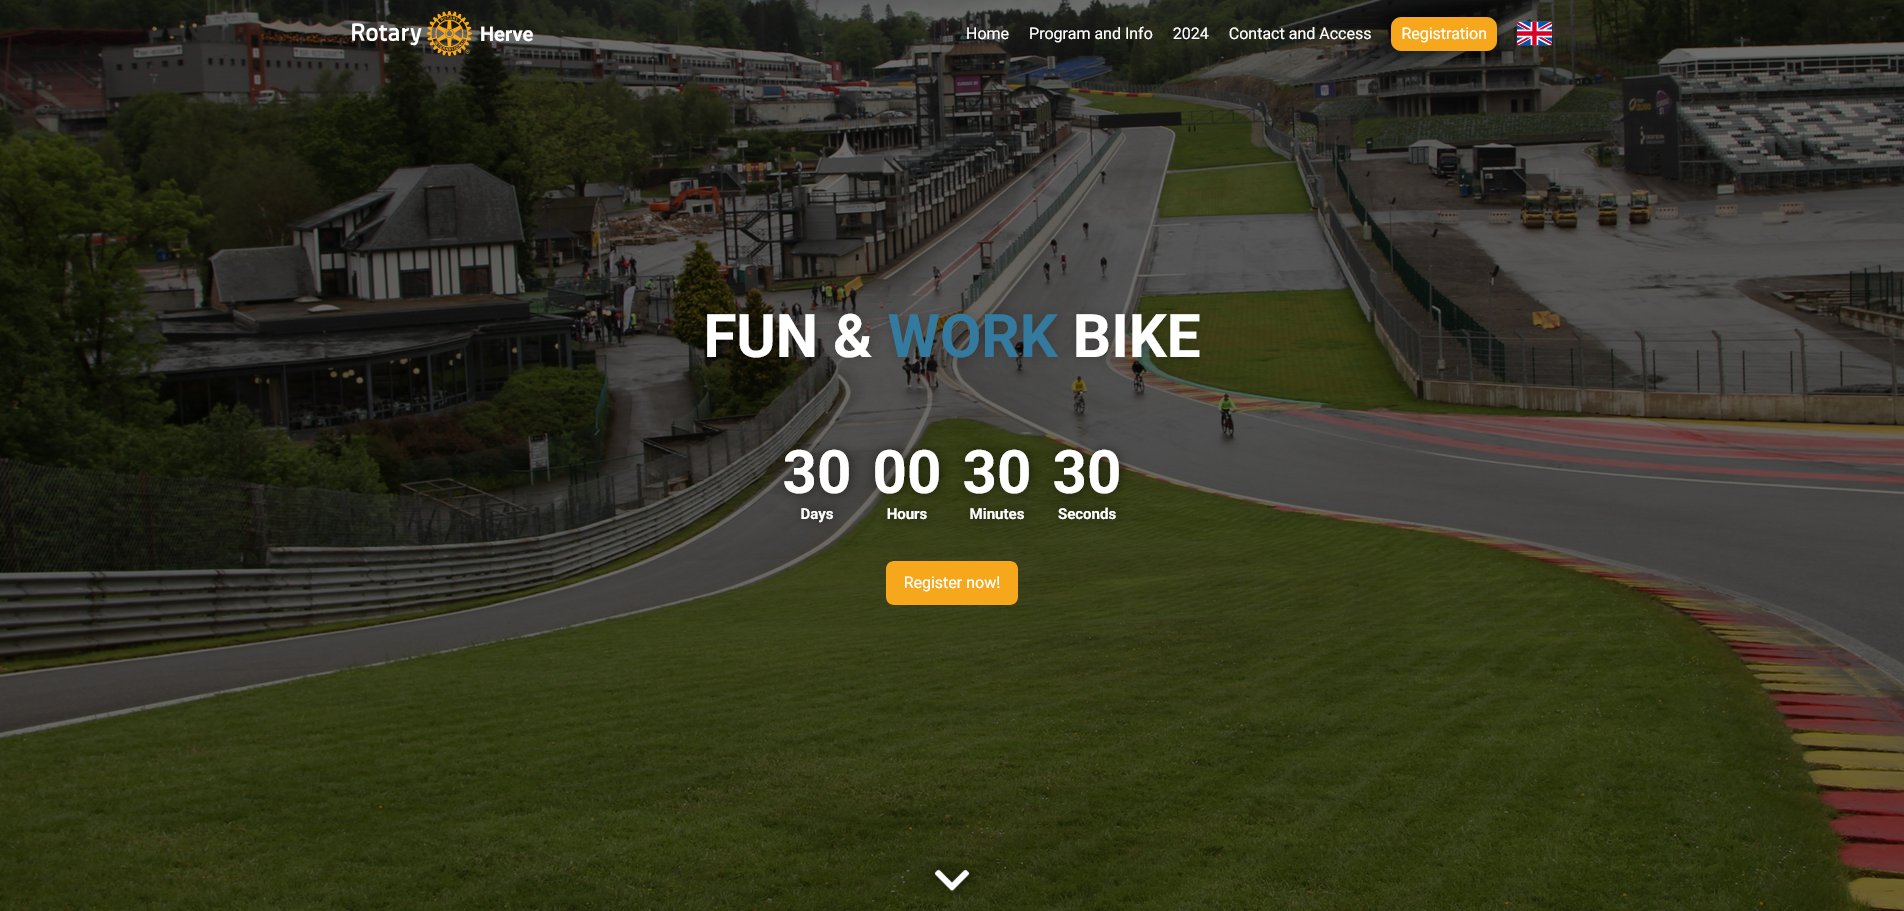 Rotary Herve
Home Program and Info 2024 Contact and Access Registration
FUN & WORK BIKE
30 00 30 30
Days Hours Minutes Seconds
Register now!